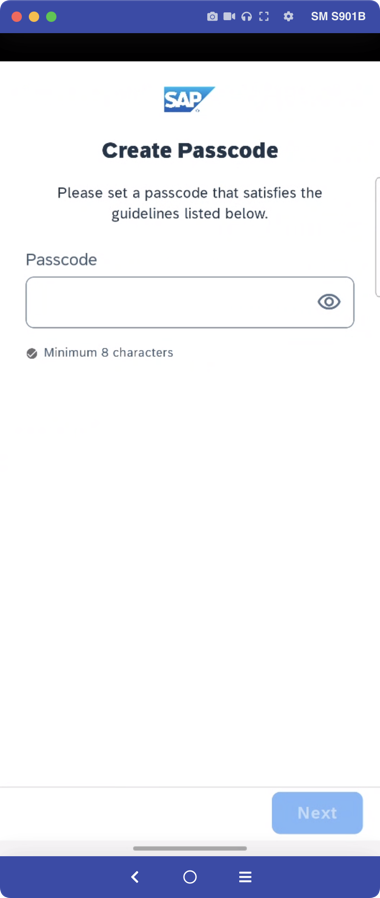 SM S901B
SAP
Create Passcode
Please set a passcode that satisfies the
guidelines listed below.
Passcode
Minimum 8 characters
Next